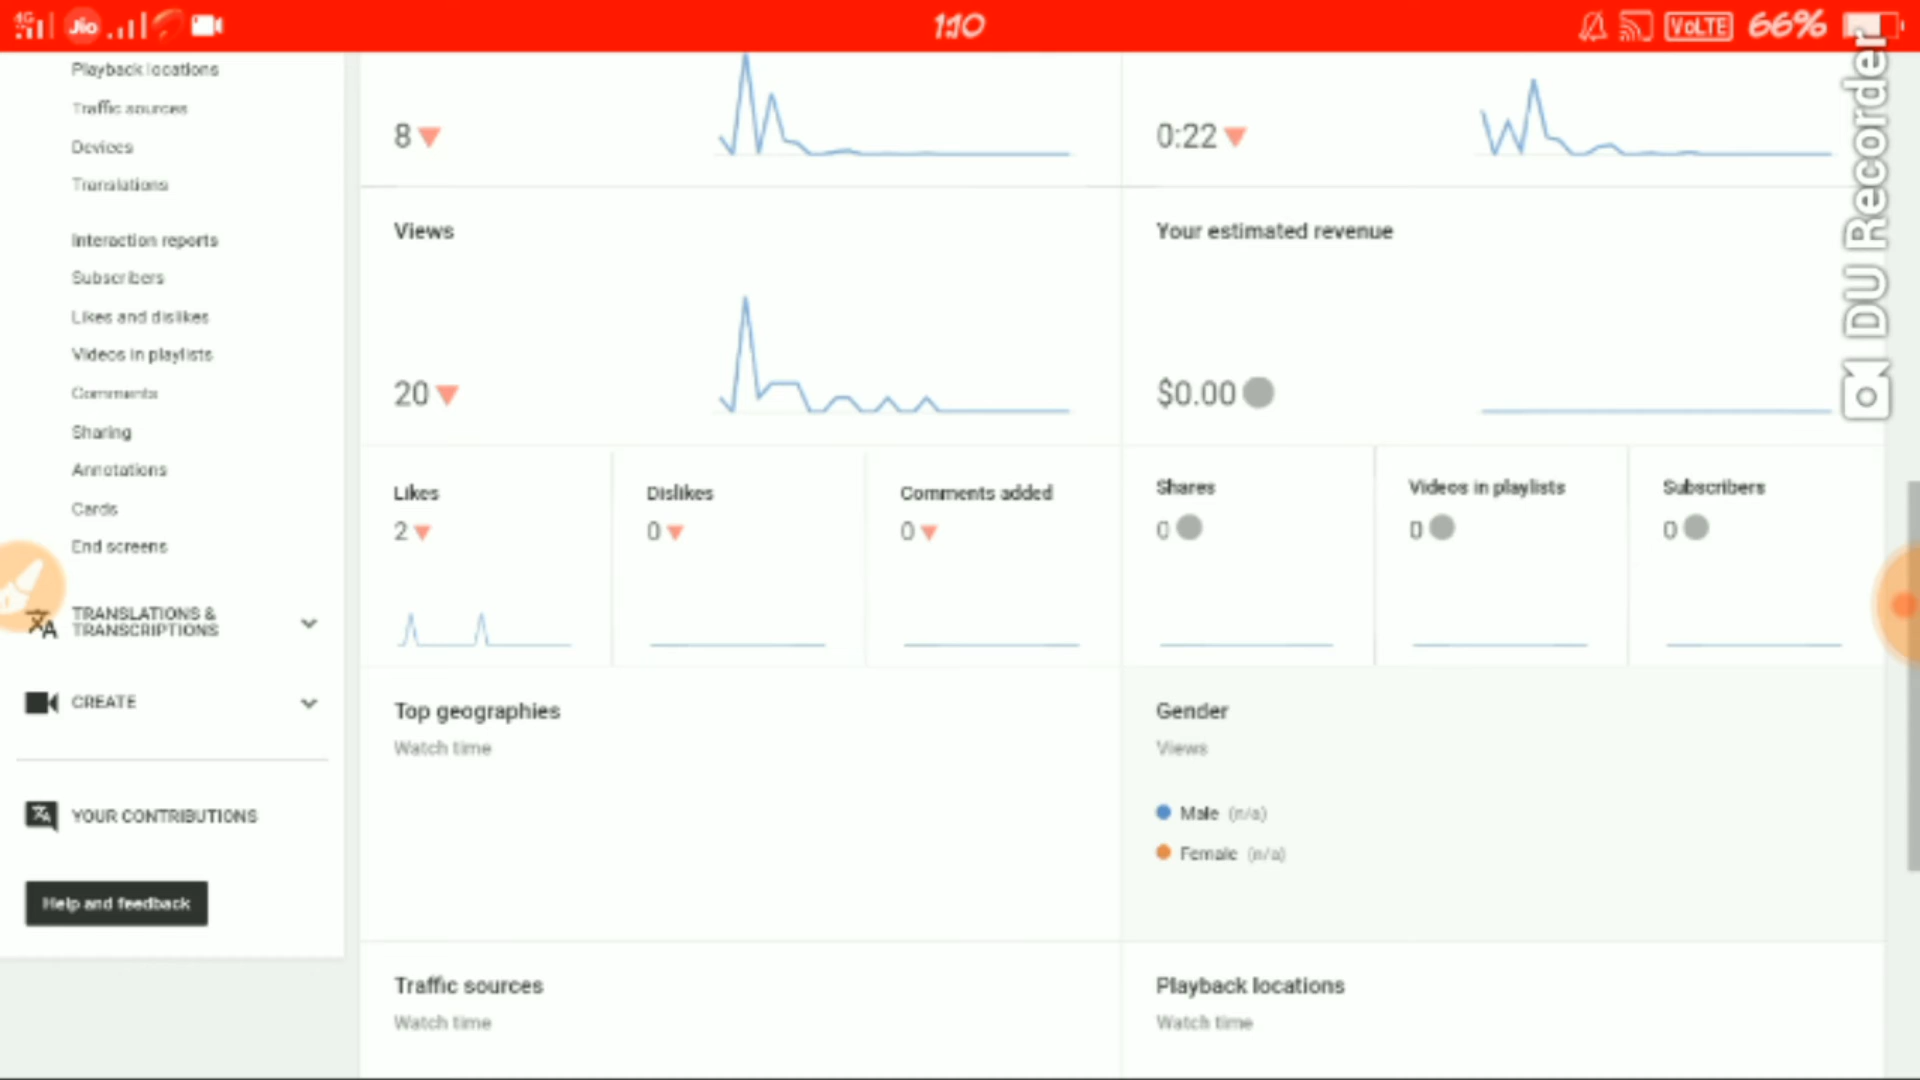 4G Jio 1:10 VoLTE 66%
DU Recorder
Playback locations
Traffic sources
Devices
Translations
Interaction reports
Subscribers
Likes and dislikes
Videos in playlists
Comments
Sharing
Annotations
Cards
End screens
TRANSLATIONS &
TRANSCRIPTIONS
CREATE
YOUR CONTRIBUTIONS
Help and feedback
8
0:22
Views
20
Your estimated revenue
$0.00
Likes
2
Dislikes
0
Comments added
0
Shares
0
Videos in playlists
0
Subscribers
0
Top geographies
Watch time
Gender
Views
Male (n/a)
Female (n/a)
Traffic sources
Watch time
Playback locations
Watch time